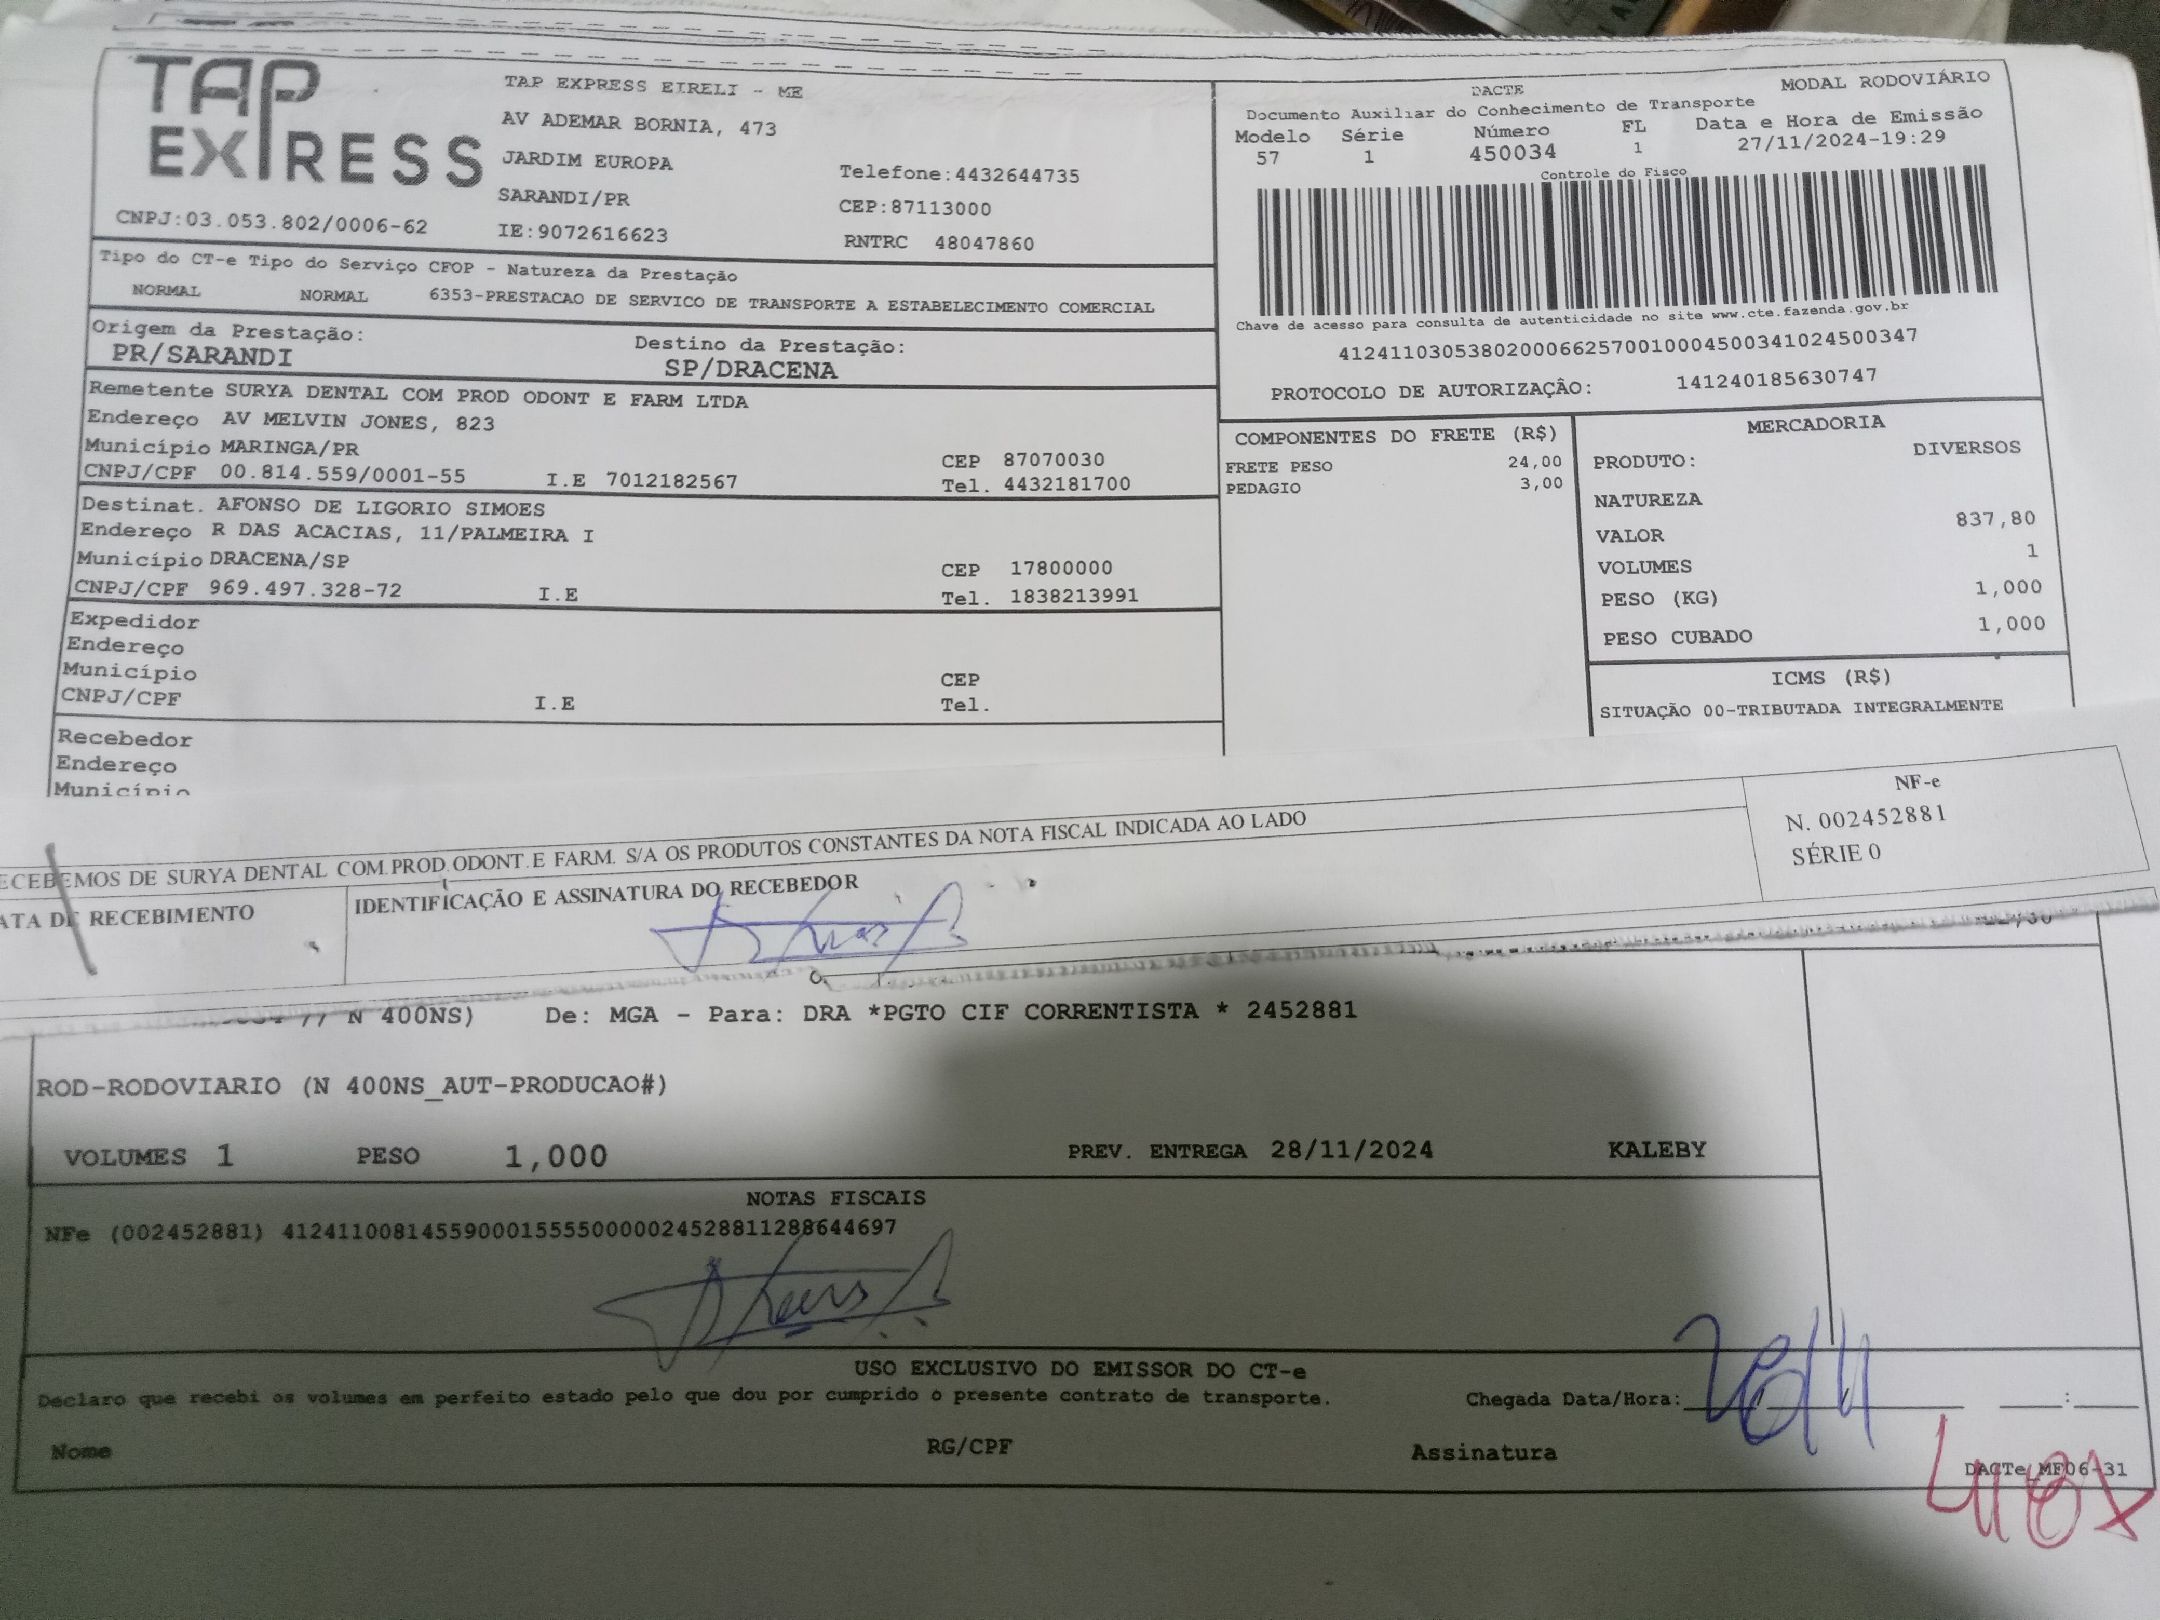 TAP EXPRESS
TAP EXPRESS EIRELI - ME
AV ADEMAR BORNIA, 473
JARDIM EUROPA
Telefone:4432644735
SARANDI/PR
CEP:87113000
CNPJ:03.053.802/0006-62
IE:9072616623
RNTRC 48047860
DACTE
MODAL RODOVIÁRIO
Documento Auxiliar do Conhecimento de Transporte
Modelo Série Número FL Data e Hora de Emissão
57 1 450034 1 27/11/2024-19:29
Controle do Fisco
Chave de acesso para consulta de autenticidade no site www.cte.fazenda.gov.br
41241103053802000662570010004500341024500347
PROTOCOLO DE AUTORIZAÇÂO: 141240185630747
Tipo do CT-e Tipo do Serviço CFOP - Natureza da Prestação
NORMAL NORMAL 6353-PRESTACAO DE SERVICO DE TRANSPORTE A ESTABELECIMENTO COMERCIAL
Origem da Prestação: Destino da Prestação:
PR/SARANDI SP/DRACENA
Remetente SURYA DENTAL COM PROD ODONT E FARM LTDA
Endereço AV MELVIN JONES, 823
Município MARINGA/PR CEP 87070030
CNPJ/CPF 00.814.559/0001-55 I.E 7012182567 Tel. 4432181700
Destinat. AFONSO DE LIGORIO SIMOES
Endereço R DAS ACACIAS, 11/PALMEIRA I
Município DRACENA/SP CEP 17800000
CNPJ/CPF 969.497.328-72 I.E Tel. 1838213991
Expedidor
Endereço
Município CEP
CNPJ/CPF I.E Tel.
Recebedor
Endereço
Município
COMPONENTES DO FRETE (R$)
FRETE PESO 24,00
PEDAGIO 3,00
MERCADORIA
PRODUTO: DIVERSOS
NATUREZA
VALOR 837,80
VOLUMES 1
PESO (KG) 1,000
PESO CUBADO 1,000
ICMS (R$)
SITUAÇÃO 00-TRIBUTADA INTEGRALMENTE
ECEBEMOS DE SURYA DENTAL COM.PROD.ODONT.E FARM. S/A OS PRODUTOS CONSTANTES DA NOTA FISCAL INDICADA AO LADO
NF-e
N. 002452881
SÉRIE 0
ATA DE RECEBIMENTO
IDENTIFICAÇÃO E ASSINATURA DO RECEBEDOR
N 400NS) De: MGA - Para: DRA *PGTO CIF CORRENTISTA * 2452881
ROD-RODOVIARIO (N 400NS_AUT-PRODUCAO#)
VOLUMES 1 PESO 1,000 PREV. ENTREGA 28/11/2024 KALEBY
NOTAS FISCAIS
NFe (002452881) 41241100814559000155550000024528811288644697
USO EXCLUSIVO DO EMISSOR DO CT-e
Declaro que recebi os volumes em perfeito estado pelo que dou por cumprido o presente contrato de transporte.
Chegada Data/Hora:
Nome RG/CPF Assinatura
DACTe_MF06-31